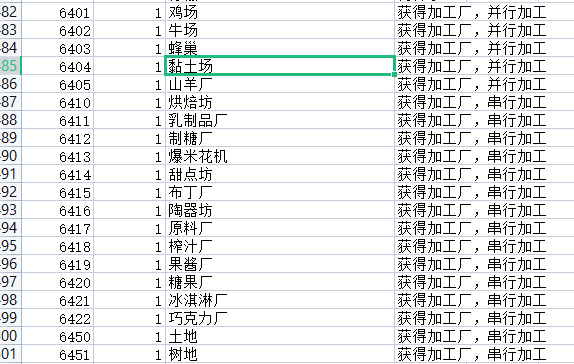 82 6401 1 鸡场 获得加工厂，并行加工
83 6402 1 牛场 获得加工厂，并行加工
84 6403 1 蜂巢 获得加工厂，并行加工
85 6404 1 黏土场 获得加工厂，并行加工
86 6405 1 山羊厂 获得加工厂，并行加工
87 6410 1 烘焙坊 获得加工厂，串行加工
88 6411 1 乳制品厂 获得加工厂，串行加工
89 6412 1 制糖厂 获得加工厂，串行加工
90 6413 1 爆米花机 获得加工厂，串行加工
91 6414 1 甜点坊 获得加工厂，串行加工
92 6415 1 布丁厂 获得加工厂，串行加工
93 6416 1 陶器坊 获得加工厂，串行加工
94 6417 1 原料厂 获得加工厂，串行加工
95 6418 1 榨汁厂 获得加工厂，串行加工
96 6419 1 果酱厂 获得加工厂，串行加工
97 6420 1 糖果厂 获得加工厂，串行加工
98 6421 1 冰淇淋厂 获得加工厂，串行加工
99 6422 1 巧克力厂 获得加工厂，串行加工
00 6450 1 土地 获得加工厂，串行加工
01 6451 1 树地 获得加工厂，串行加工